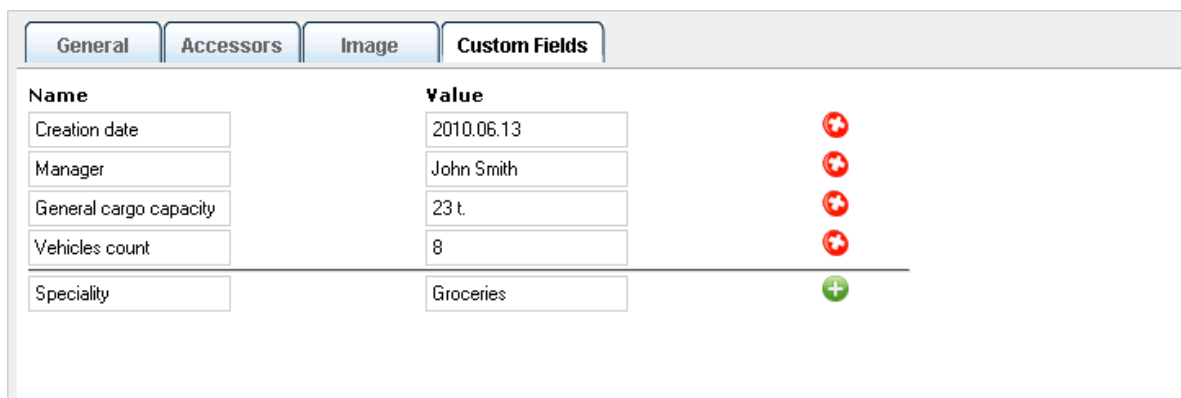 General Accessors Image Custom Fields
Name Value
Creation date 2010.06.13
Manager John Smith
General cargo capacity 23 t.
Vehicles count 8
Speciality Groceries